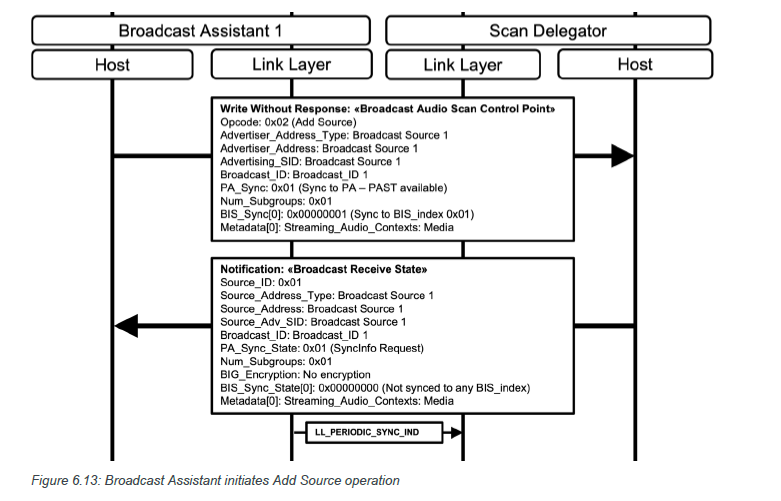 Broadcast Assistant 1
Scan Delegator
Host
Link Layer
Link Layer
Host
Write Without Response: «Broadcast Audio Scan Control Point»
Opcode: 0x02 (Add Source)
Advertiser_Address_Type: Broadcast Source 1
Advertiser_Address: Broadcast Source 1
Advertising_SID: Broadcast Source 1
Broadcast_ID: Broadcast_ID 1
PA_Sync: 0x01 (Sync to PA – PAST available)
Num_Subgroups: 0x01
BIS_Sync[0]: 0x00000001 (Sync to BIS_index 0x01)
Metadata[0]: Streaming_Audio_Contexts: Media
Notification: «Broadcast Receive State»
Source_ID: 0x01
Source_Address_Type: Broadcast Source 1
Source_Address: Broadcast Source 1
Source_Adv_SID: Broadcast Source 1
Broadcast_ID: Broadcast_ID 1
PA_Sync_State: 0x01 (SyncInfo Request)
Num_Subgroups: 0x01
BIG_Encryption: No encryption
BIS_Sync_State[0]: 0x00000000 (Not synced to any BIS_index)
Metadata[0]: Streaming_Audio_Contexts: Media
LL_PERIODIC_SYNC_IND
Figure 6.13: Broadcast Assistant initiates Add Source operation